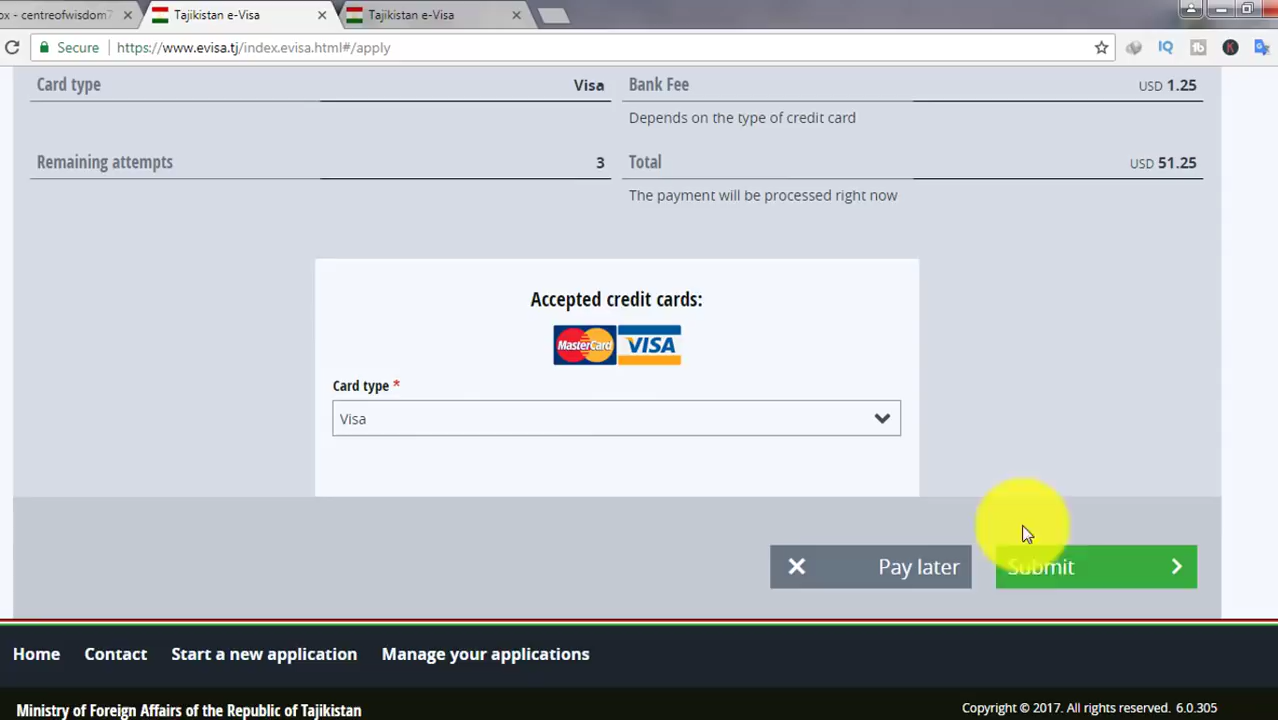 ox - centreofwisdom7
Tajikistan e-Visa
Tajikistan e-Visa
Secure
https://www.evisa.tj/index.evisa.html#/apply
IQ
K
Card type Visa
Bank Fee USD 1.25
Depends on the type of credit card
Remaining attempts 3
Total USD 51.25
The payment will be processed right now
Accepted credit cards:
MasterCard VISA
Card type *
Visa
Pay later
Submit
Home Contact Start a new application Manage your applications
Ministry of Foreign Affairs of the Republic of Tajikistan
Copyright © 2017. All rights reserved. 6.0.305